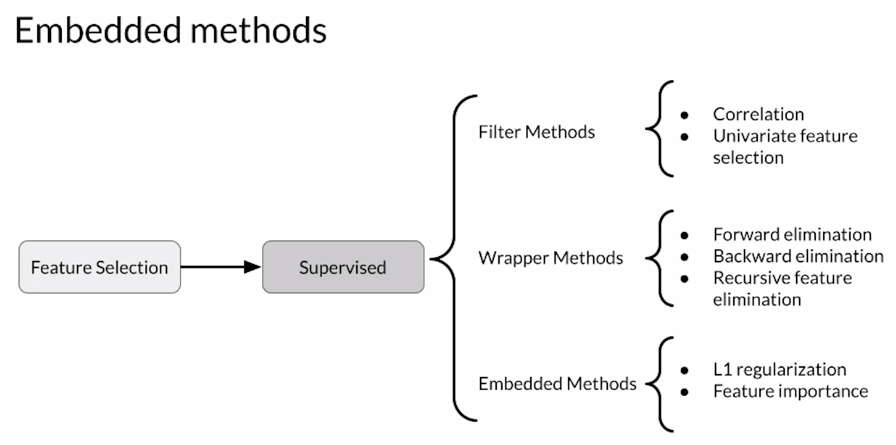 Embedded methods
Feature Selection
Supervised
Filter Methods
Correlation
Univariate feature
selection
Wrapper Methods
Forward elimination
Backward elimination
Recursive feature
elimination
Embedded Methods
L1 regularization
Feature importance